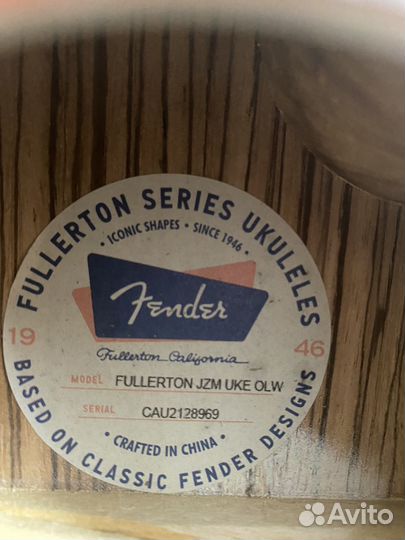 FULLERTON SERIES UKULELES
• ICONIC SHAPES • SINCE 1946 •
Fender
Fullerton California
19 46
MODEL FULLERTON JZM UKE OLW
SERIAL CAU2128969
• CRAFTED IN CHINA •
BASED ON CLASSIC FENDER DESIGNS
Avito